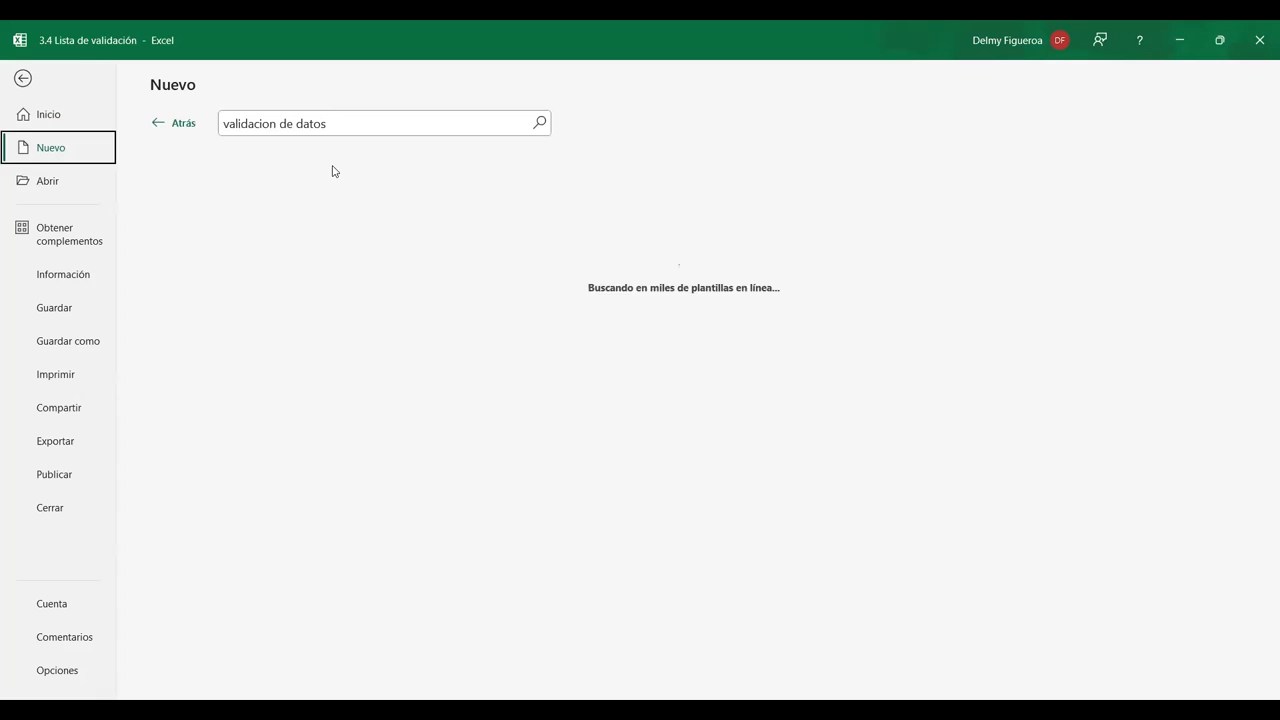 3.4 Lista de validación - Excel
Delmy Figueroa DF
?
Nuevo
Atrás
validacion de datos
Inicio
Nuevo
Abrir
Obtener
complementos
Información
Guardar
Guardar como
Imprimir
Compartir
Exportar
Publicar
Cerrar
Cuenta
Comentarios
Opciones
Buscando en miles de plantillas en línea...